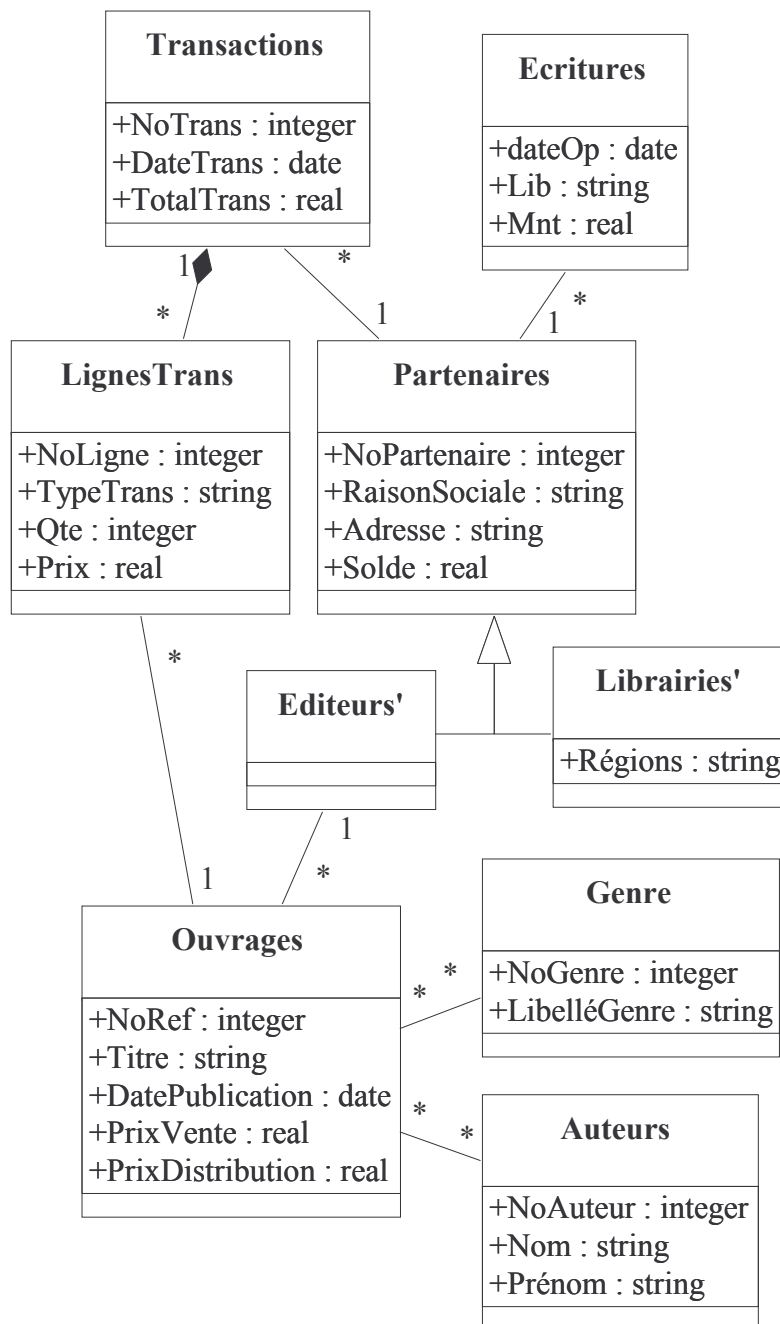 Transactions
+NoTrans : integer
+DateTrans : date
+TotalTrans : real
Ecritures
+dateOp : date
+Lib : string
+Mnt : real
1
*
*
1
*
1
LignesTrans
+NoLigne : integer
+TypeTrans : string
+Qte : integer
+Prix : real
Partenaires
+NoPartenaire : integer
+RaisonSociale : string
+Adresse : string
+Solde : real
*
1
Editeurs'
Librairies'
+Régions : string
1
*
Ouvrages
+NoRef : integer
+Titre : string
+DatePublication : date
+PrixVente : real
+PrixDistribution : real
*
*
Genre
+NoGenre : integer
+LibelléGenre : string
*
*
Auteurs
+NoAuteur : integer
+Nom : string
+Prénom : string